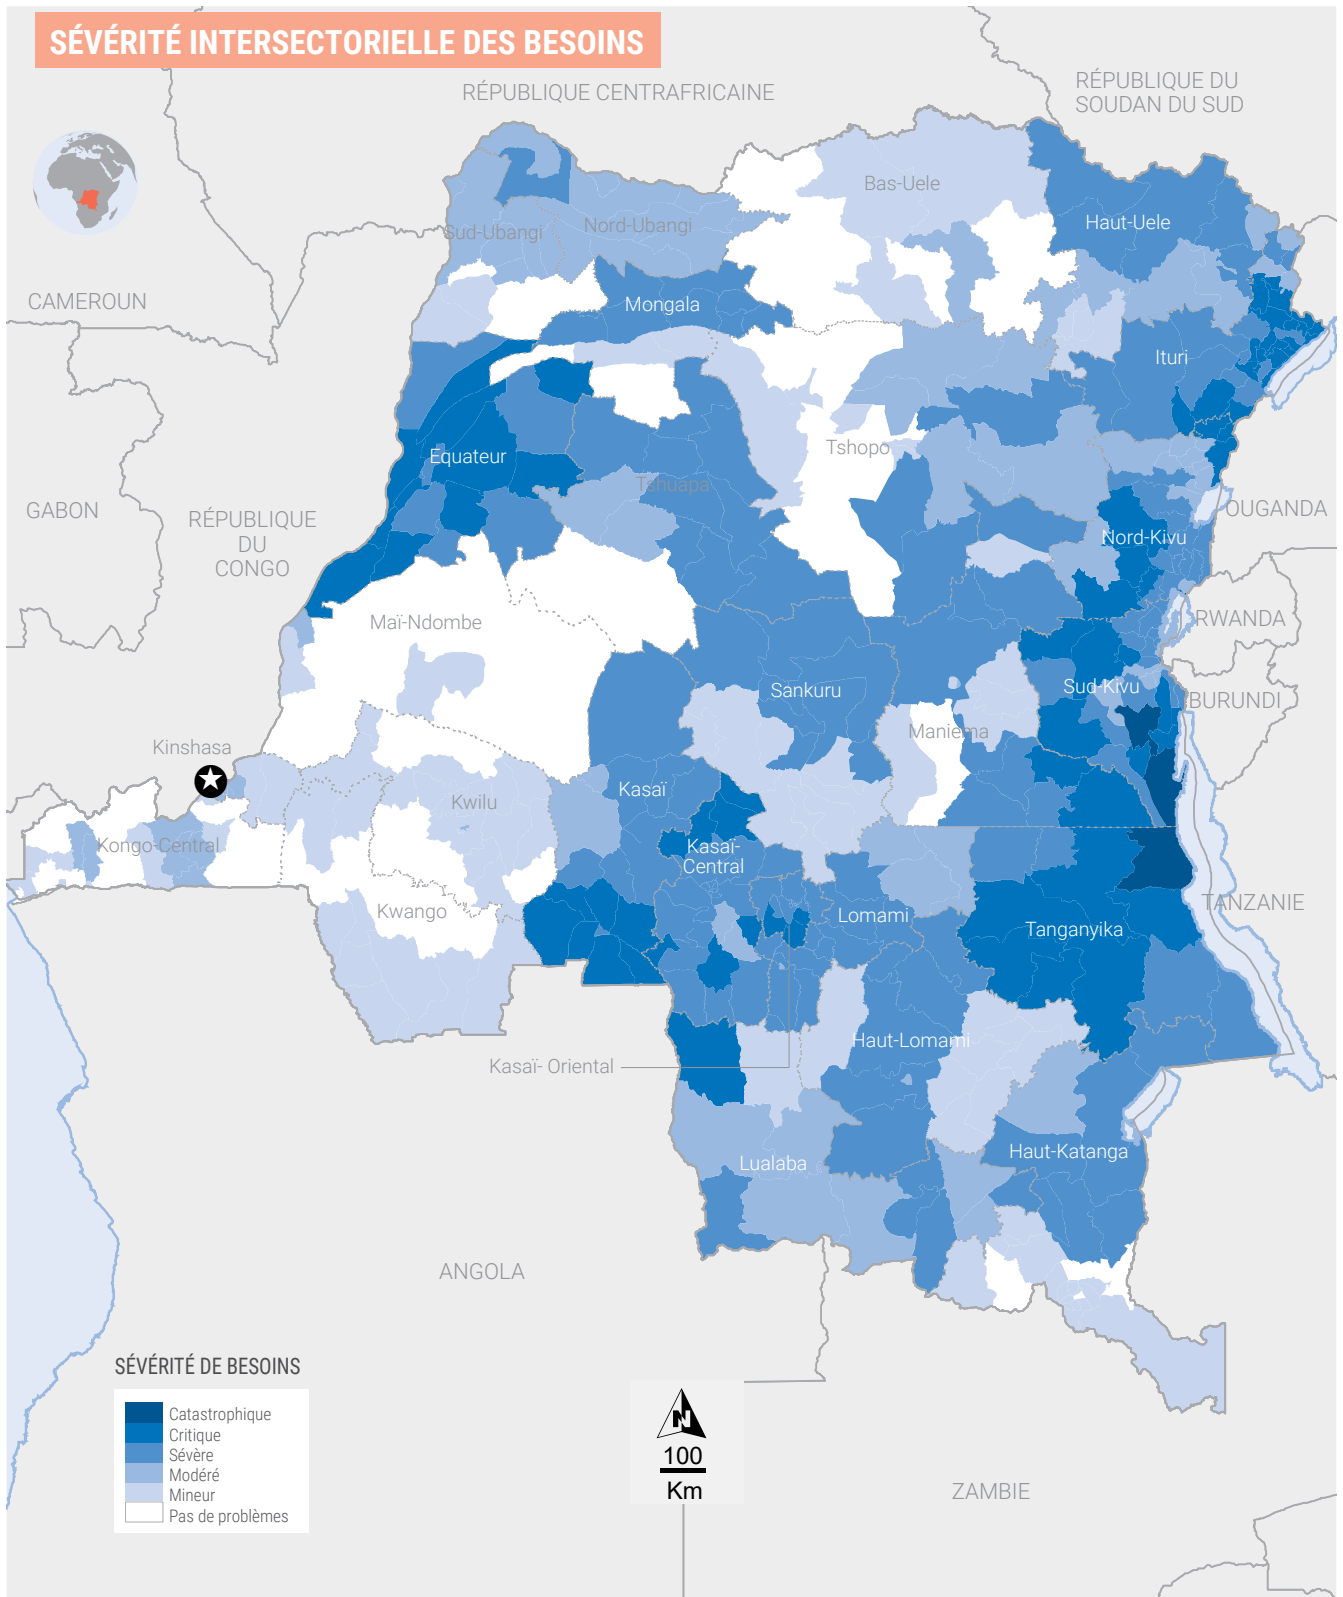 SÉVÉRITÉ INTERSECTORIELLE DES BESOINS
RÉPUBLIQUE CENTRAFRICAINE
RÉPUBLIQUE DU
SOUDAN DU SUD
Bas-Uele
Haut-Uele
Sud-Ubangi
Nord-Ubangi
CAMEROUN
Mongala
Ituri
Equateur
Tshopo
Tshuapa
GABON
RÉPUBLIQUE
DU
CONGO
OUGANDA
Nord-Kivu
Maï-Ndombe
RWANDA
Sankuru
Sud-Kivu
BURUNDI
Maniema
Kinshasa
Kasaï
Kwilu
Kongo-Central
Kasaï-
Central
Kwango
Lomami
TANZANIE
Tanganyika
Haut-Lomami
Kasaï- Oriental
Haut-Katanga
Lualaba
ANGOLA
SÉVÉRITÉ DE BESOINS
Catastrophique
Critique
Sévère
Modéré
Mineur
Pas de problèmes
N
100
Km
ZAMBIE